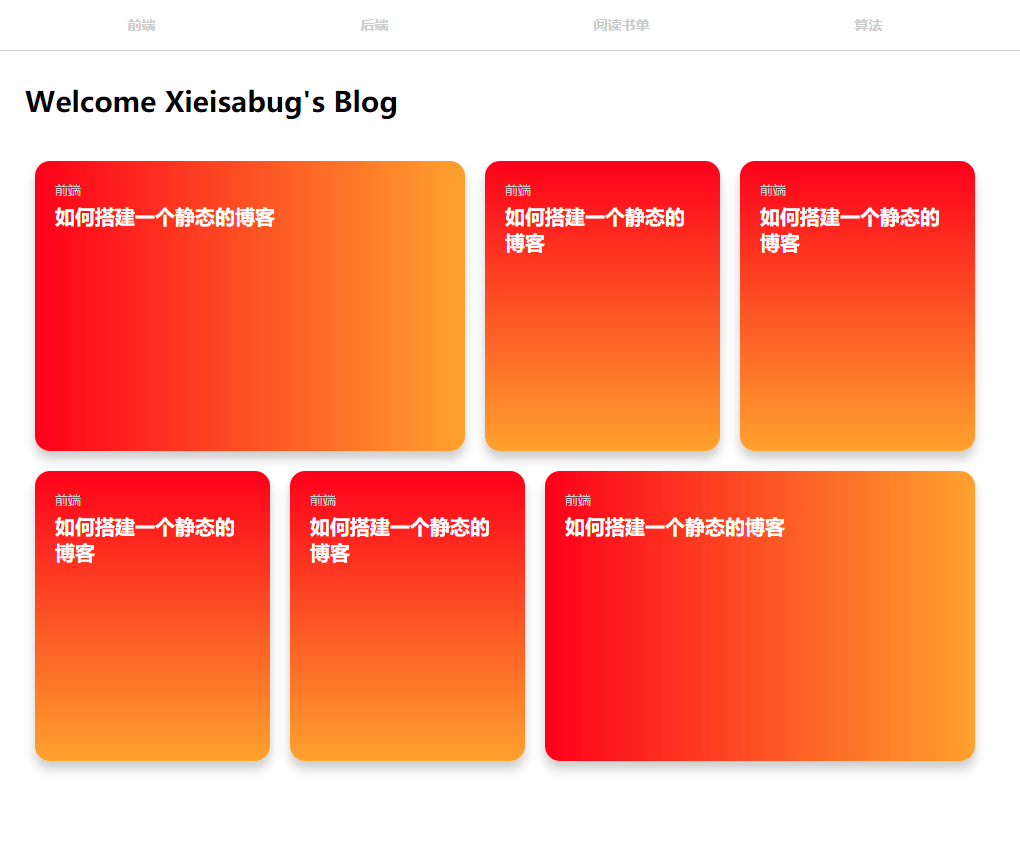 前端 后端 阅读书单 算法
Welcome Xieisabug's Blog
前端
如何搭建一个静态的博客
前端
如何搭建一个静态的
博客
前端
如何搭建一个静态的
博客
前端
如何搭建一个静态的
博客
前端
如何搭建一个静态的
博客
前端
如何搭建一个静态的博客